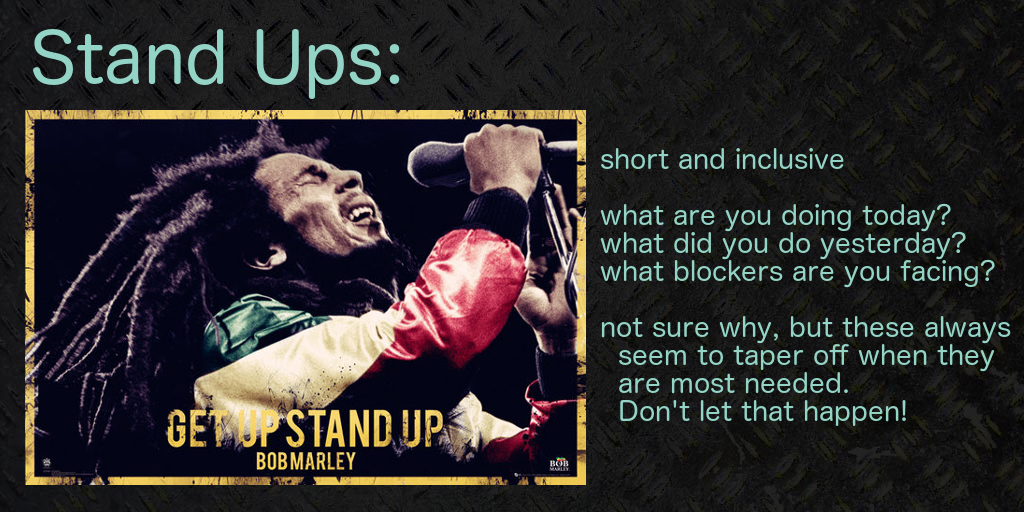 Stand Ups:
short and inclusive
what are you doing today?
what did you do yesterday?
what blockers are you facing?
not sure why, but these always
seem to taper off when they
are most needed.
Don't let that happen!
GET UP STAND UP
BOB MARLEY
BOB
MARLEY